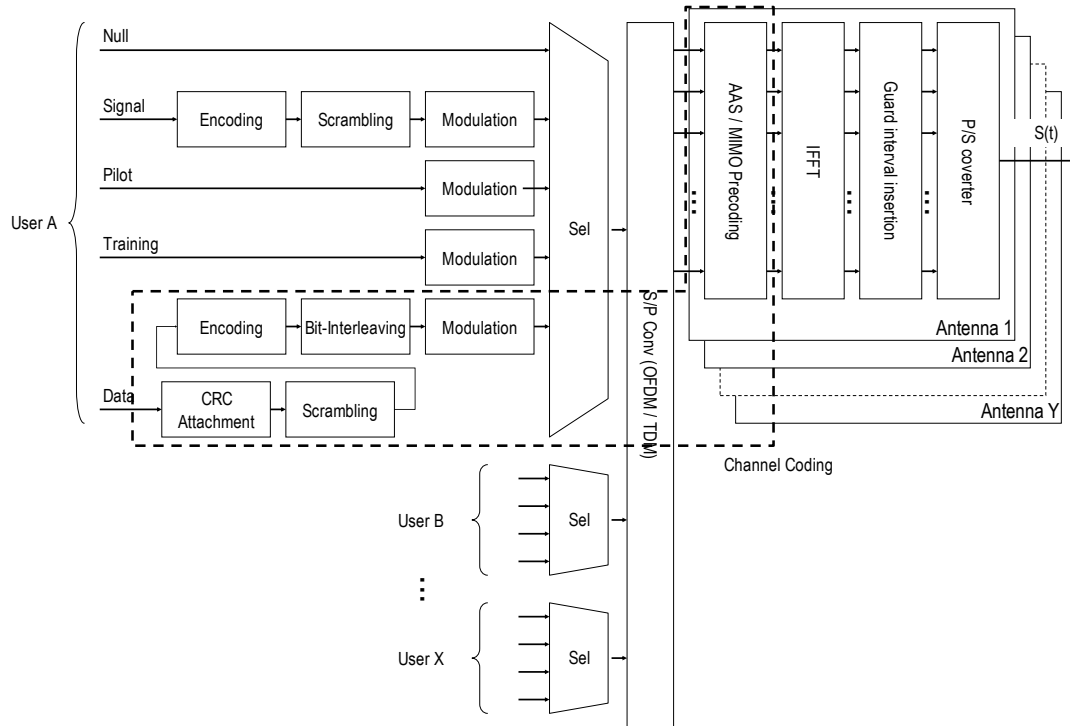 Null
Signal
Encoding
Scrambling
Modulation
Pilot
Modulation
User A
Training
Modulation
Sel
Encoding
Bit-Interleaving
Modulation
Data
CRC
Attachment
Scrambling
S/P Conv (OFDM / TDM)
AAS / MIMO Precoding
IFFT
Guard interval insertion
P/S coverter
S(t)
Antenna 1
Antenna 2
Antenna Y
Channel Coding
User B
Sel
User X
Sel